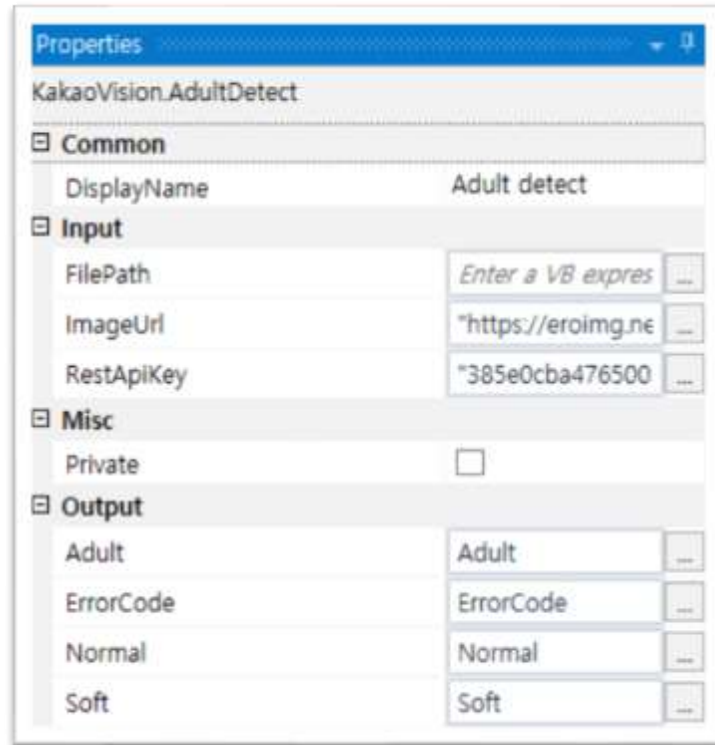 Properties
KakaoVision.AdultDetect
Common
DisplayName Adult detect
Input
FilePath Enter a VB expres ...
ImageUrl "https://eroimg.ne ...
RestApiKey "385e0cba476500 ...
Misc
Private
Output
Adult Adult ...
ErrorCode ErrorCode ...
Normal Normal ...
Soft Soft ...